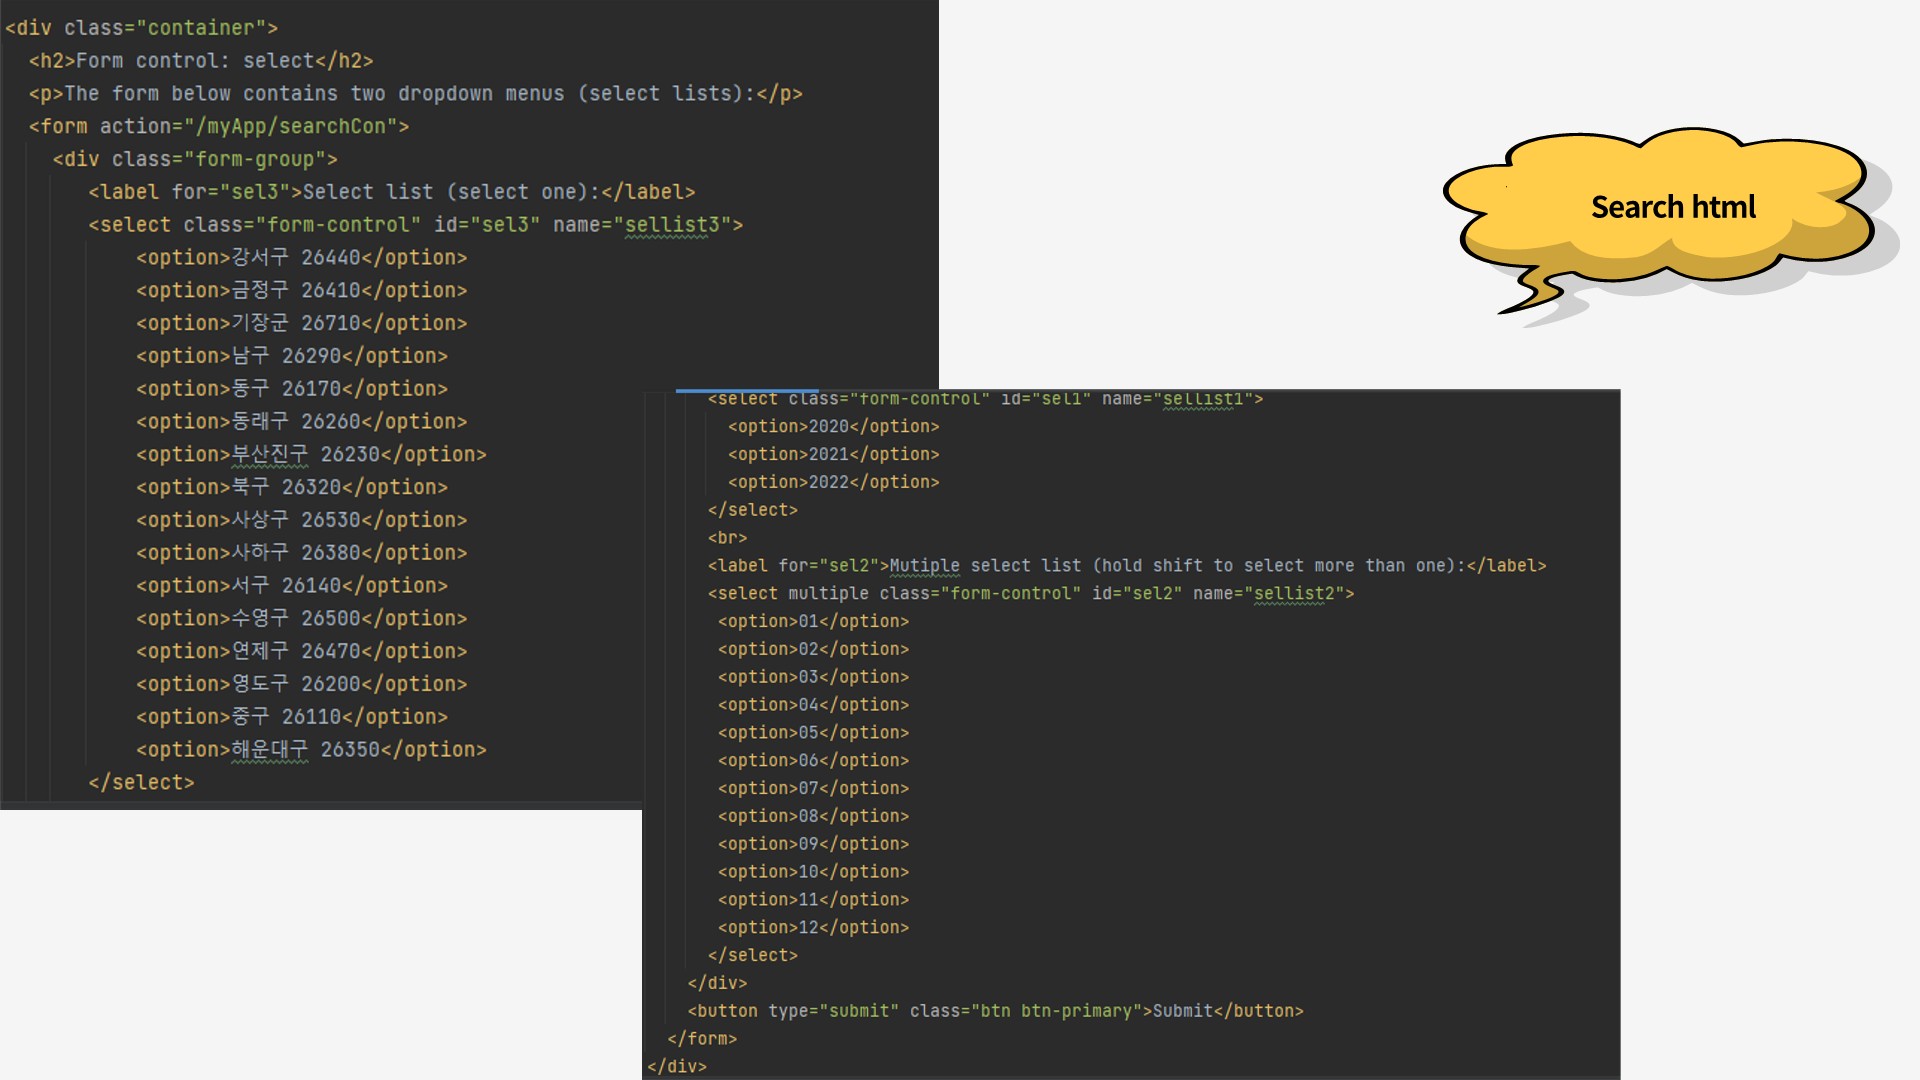 <div class="container">
<h2>Form control: select</h2>
<p>The form below contains two dropdown menus (select lists):</p>
<form action="/myApp/searchCon">
<div class="form-group">
<label for="sel3">Select list (select one):</label>
<select class="form-control" id="sel3" name="sellist3">
<option>강서구 26440</option>
<option>금정구 26410</option>
<option>기장군 26710</option>
<option>남구 26290</option>
<option>동구 26170</option>
<option>동래구 26260</option>
<option>부산진구 26230</option>
<option>북구 26320</option>
<option>사상구 26530</option>
<option>사하구 26380</option>
<option>서구 26140</option>
<option>수영구 26500</option>
<option>연제구 26470</option>
<option>영도구 26200</option>
<option>중구 26110</option>
<option>해운대구 26350</option>
</select>
<select class="form-control" id="sel1" name="sellist1">
<option>2020</option>
<option>2021</option>
<option>2022</option>
</select>
<br>
<label for="sel2">Mutiple select list (hold shift to select more than one):</label>
<select multiple class="form-control" id="sel2" name="sellist2">
<option>01</option>
<option>02</option>
<option>03</option>
<option>04</option>
<option>05</option>
<option>06</option>
<option>07</option>
<option>08</option>
<option>09</option>
<option>10</option>
<option>11</option>
<option>12</option>
</select>
</div>
<button type="submit" class="btn btn-primary">Submit</button>
</form>
</div>
Search html